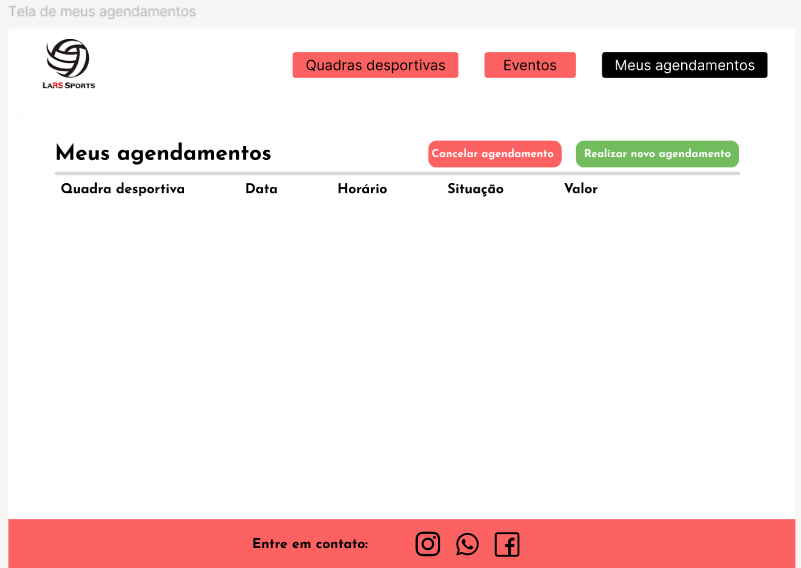 Tela de meus agendamentos
LaRS Sports
Quadras desportivas
Eventos
Meus agendamentos
Meus agendamentos
Cancelar agendamento
Realizar novo agendamento
Quadra desportiva Data Horário Situação Valor
Entre em contato: